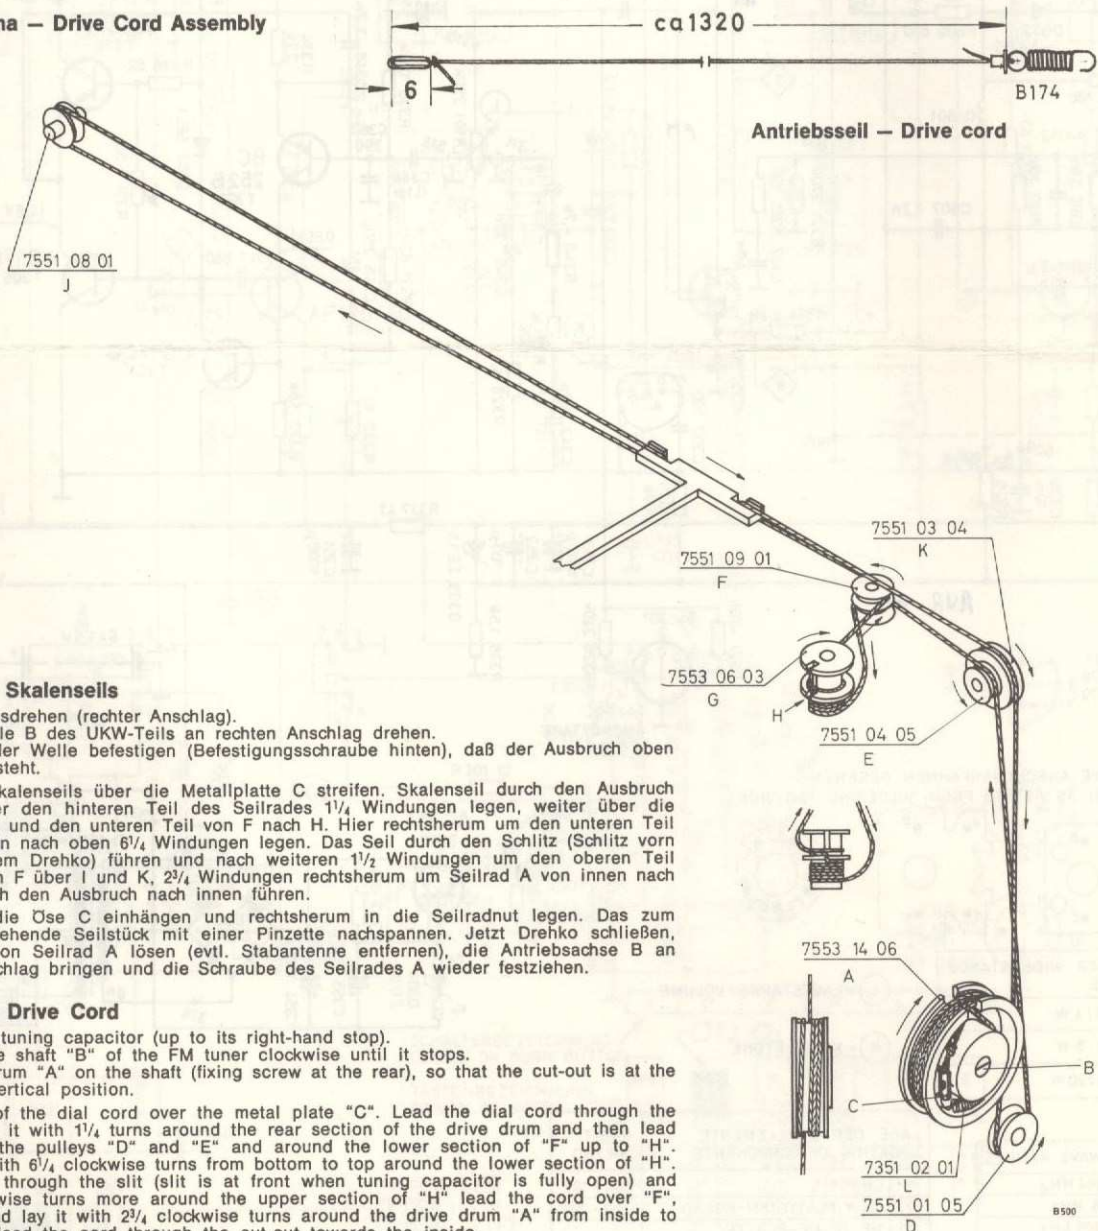 na — Drive Cord Assembly
ca1320
6
B174
Antriebsseil — Drive cord
7551 08 01
J
7551 03 04
K
7551 09 01
F
7553 06 03
G
H
7551 04 05
E
Skalenseils
sdrehen (rechter Anschlag).
le B des UKW-Teils an rechten Anschlag drehen.
der Welle befestigen (Befestigungsschraube hinten), daß der Ausbruch oben
steht.
kalenseils über die Metallplatte C streifen. Skalenseil durch den Ausbruch
er den hinteren Teil des Seilrades 1¼ Windungen legen, weiter über die
und den unteren Teil von F nach H. Hier rechtsherum um den unteren Teil
n nach oben 6¼ Windungen legen. Das Seil durch den Schlitz (Schlitz vorn
em Drehko) führen und nach weiteren 1½ Windungen um den oberen Teil
n F über I und K, 2¾ Windungen rechtsherum um Seilrad A von innen nach
ch den Ausbruch nach innen führen.
die Öse C einhängen und rechtsherum in die Seilradnut legen. Das zum
ehende Seilstück mit einer Pinzette nachspannen. Jetzt Drehko schließen,
on Seilrad A lösen (evtl. Stabantenne entfernen), die Antriebsachse B an
chlag bringen und die Schraube des Seilrades A wieder festziehen.
Drive Cord
tuning capacitor (up to its right-hand stop).
e shaft "B" of the FM tuner clockwise until it stops.
rum "A" on the shaft (fixing screw at the rear), so that the cut-out is at the
ertical position.
of the dial cord over the metal plate "C". Lead the dial cord through the
it with 1¼ turns around the rear section of the drive drum and then lead
the pulleys "D" and "E" and around the lower section of "F" up to "H".
ith 6¼ clockwise turns from bottom to top around the lower section of "H".
through the slit (slit is at front when tuning capacitor is fully open) and
wise turns more around the upper section of "H" lead the cord over "F",
d lay it with 2¾ clockwise turns around the drive drum "A" from inside to
7553 14 06
A
B
C
7351 02 01
L
7551 01 05
D
B500